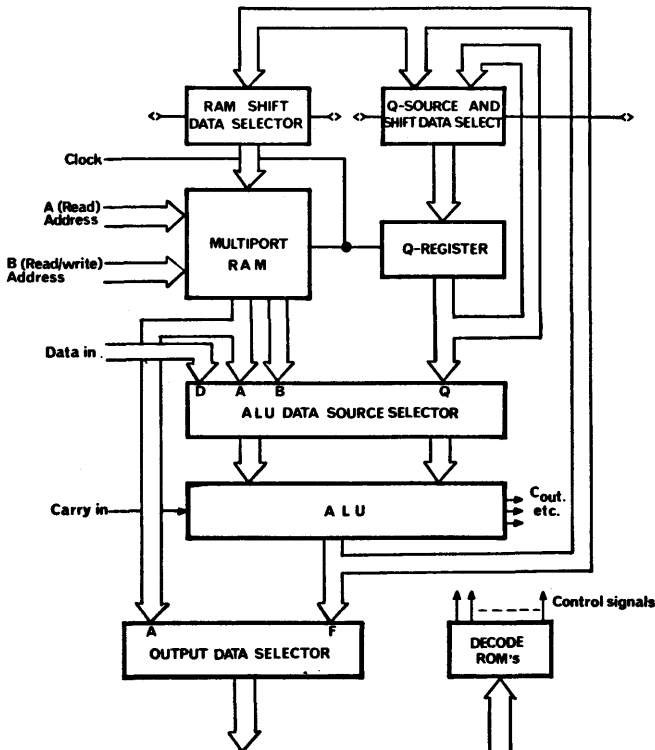 RAM SHIFT
DATA SELECTOR
Q-SOURCE AND
SHIFT DATA SELECT
Clock
A (Read)
Address
MULTIPORT
RAM
Q-REGISTER
B (Read/write)
Address
Data in
D A B Q
ALU DATA SOURCE SELECTOR
Carry in
ALU
Cout.
etc.
Control signals
A F
OUTPUT DATA SELECTOR
DECODE
ROM's